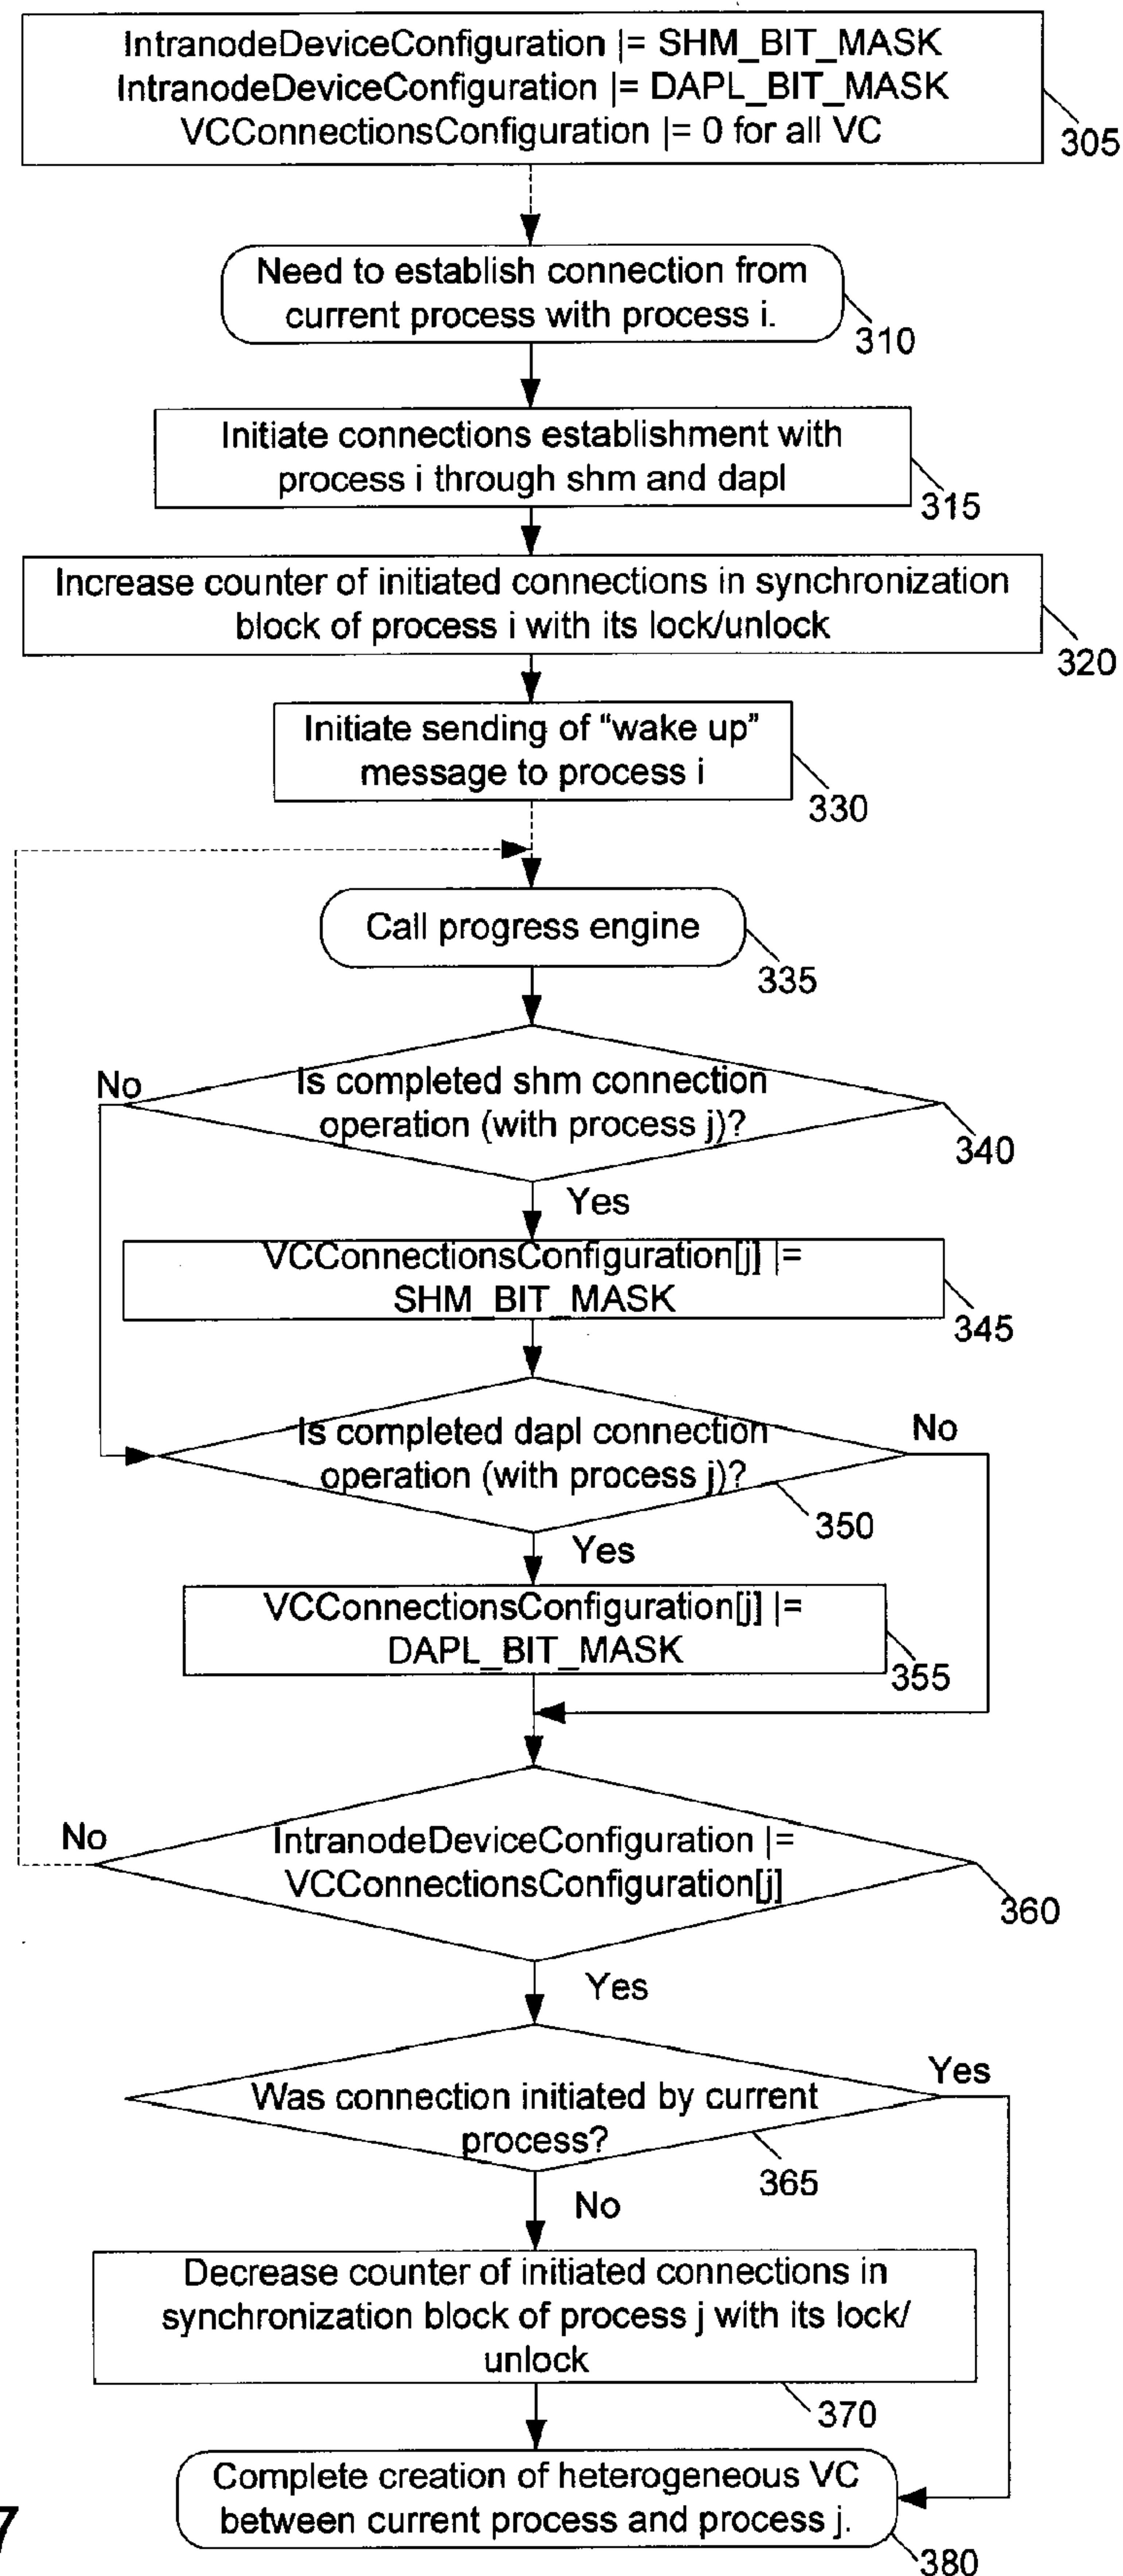 IntranodeDeviceConfiguration |= SHM_BIT_MASK
IntranodeDeviceConfiguration |= DAPL_BIT_MASK
VCConnectionsConfiguration |= 0 for all VC
305
Need to establish connection from
current process with process i.
310
Initiate connections establishment with
process i through shm and dapl
315
Increase counter of initiated connections in synchronization
block of process i with its lock/unlock
320
Initiate sending of “wake up”
message to process i
330
Call progress engine
335
No
Is completed shm connection
operation (with process j)?
340
Yes
VCConnectionsConfiguration[j] |=
SHM_BIT_MASK
345
Is completed dapl connection
operation (with process j)?
No
350
Yes
VCConnectionsConfiguration[j] |=
DAPL_BIT_MASK
355
No
IntranodeDeviceConfiguration |=
VCConnectionsConfiguration[j]
360
Yes
Yes
Was connection initiated by current
process?
365
No
Decrease counter of initiated connections in
synchronization block of process j with its lock/
unlock
370
Complete creation of heterogeneous VC
between current process and process j.
380
7